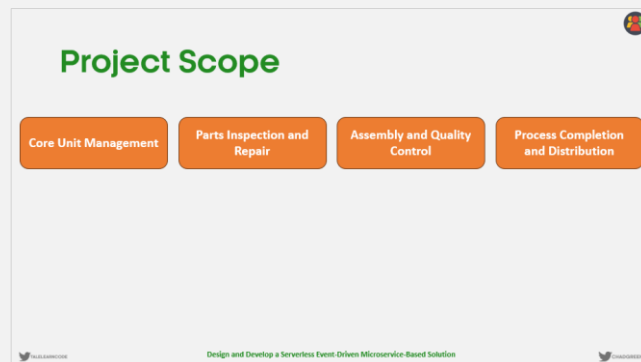 Project Scope
Core Unit Management
Parts Inspection and
Repair
Assembly and Quality
Control
Process Completion
and Distribution
TALELEARNCODE
Design and Develop a Serverless Event-Driven Microservice-Based Solution